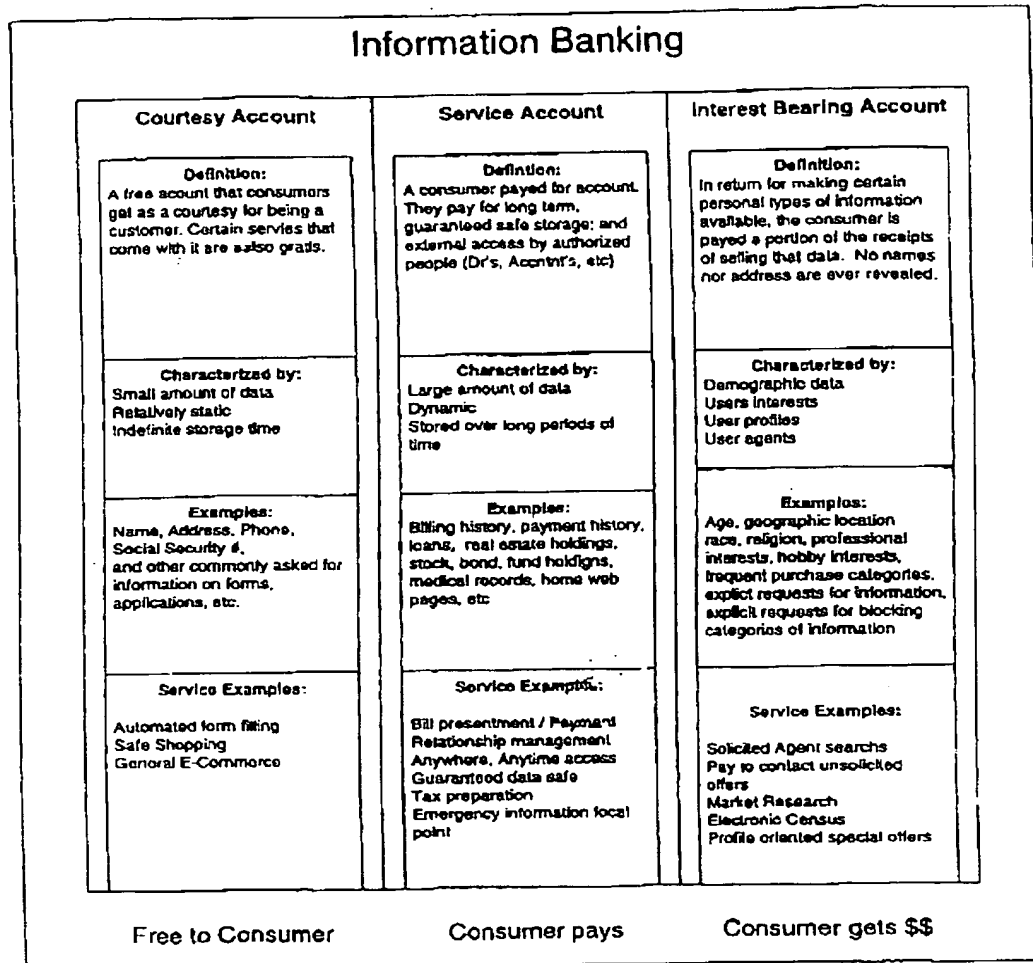 Information Banking
Courtesy Account
Definition:
A free acount that consumers
get as a courtesy for being a
customer. Certain servies that
come with it are aslso gratis.
Characterized by:
Small amount of data
Relatively static
Indefinite storage time
Examples:
Name, Address, Phone,
Social Security #,
and other commonly asked for
information on forms,
applications, etc.
Service Examples:
Automated form filling
Safe Shopping
General E-Commerce
Free to Consumer
Service Account
Definition:
A consumer payed for account.
They pay for long term,
guaranteed safe storage; and
external access by authorized
people (Dr's, Accntnt's, etc)
Characterized by:
Large amount of data
Dynamic
Stored over long periods of
time
Examples:
Billing history, payment history,
loans, real estate holdings,
stock, bond, fund holdigns,
medical records, home web
pages, etc
Service Examples:
Bill presentment / Payment
Relationship management
Anywhere, Anytime access
Guaranteed data safe
Tax preparation
Emergency information focal
point
Consumer pays
Interest Bearing Account
Definition:
In return for making certain
personal types of information
available, the consumer is
payed a portion of the receipts
of selling that data. No names
nor address are ever revealed.
Characterized by:
Demographic data
Users interests
User profiles
User agents
Examples:
Age, geographic location
race, religion, professional
interests, hobby interests,
frequent purchase categories,
explict requests for information,
explicit requests for blocking
categories of information
Service Examples:
Solicited Agent searchs
Pay to contact unsolicited
offers
Market Research
Electronic Census
Profile oriented special offers
Consumer gets $$